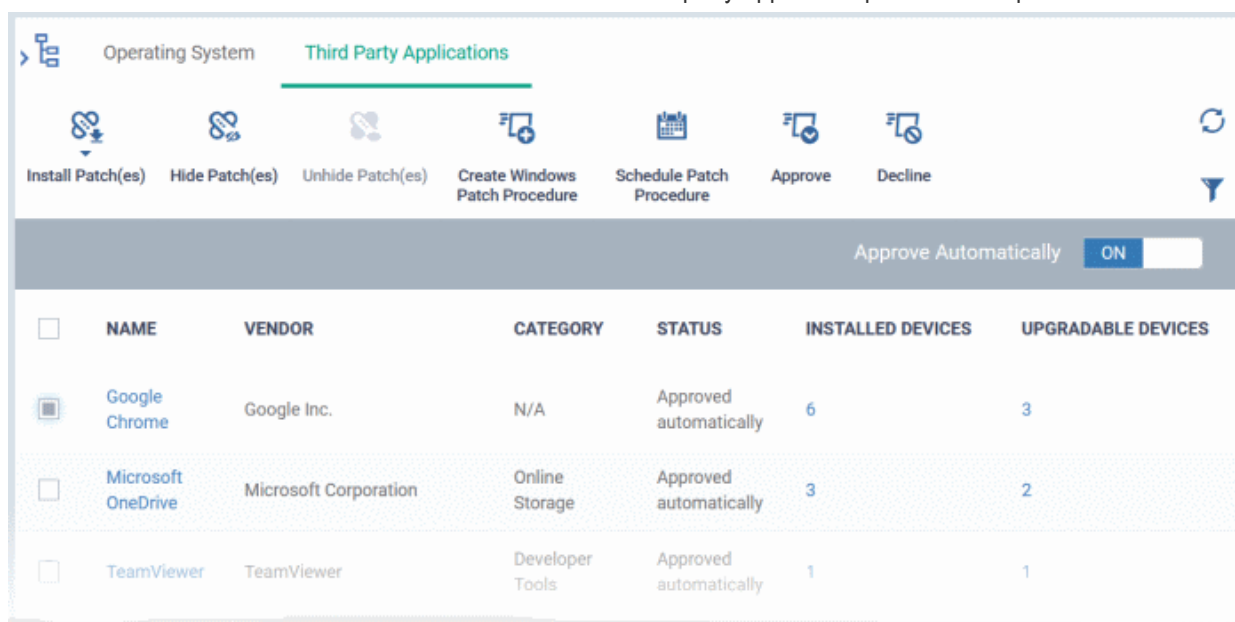 Operating System Third Party Applications
Install Patch(es) Hide Patch(es) Unhide Patch(es) Create Windows Patch Procedure Schedule Patch Procedure Approve Decline
Approve Automatically ON
NAME VENDOR CATEGORY STATUS INSTALLED DEVICES UPGRADABLE DEVICES
Google Chrome Google Inc. N/A Approved automatically 6 3
Microsoft OneDrive Microsoft Corporation Online Storage Approved automatically 3 2
TeamViewer TeamViewer Developer Tools Approved automatically 1 1